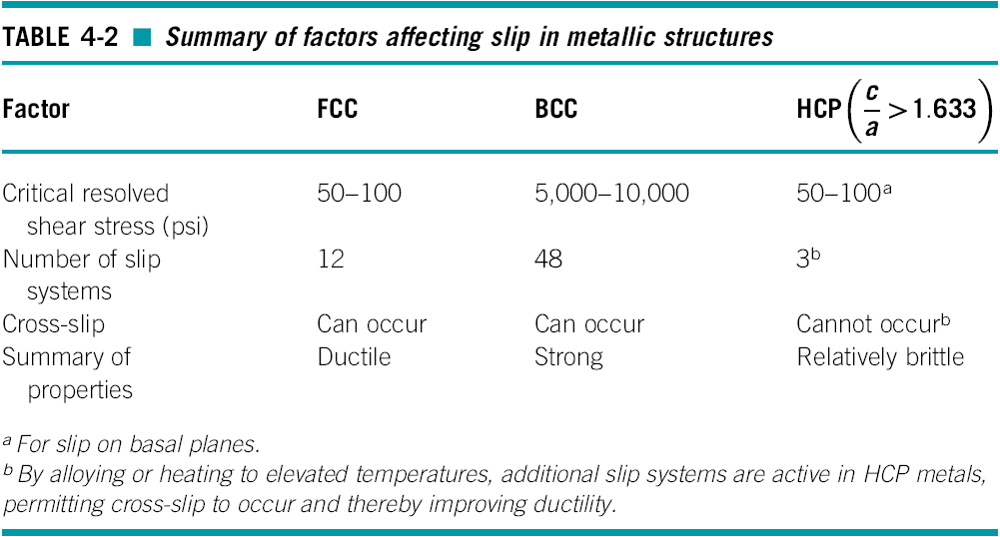 TABLE 4-2 ■ Summary of factors affecting slip in metallic structures
Factor FCC BCC HCP (c/a > 1.633)
Critical resolved 50–100 5,000–10,000 50–100ᵃ
shear stress (psi)
Number of slip 12 48 3ᵇ
systems
Cross-slip Can occur Can occur Cannot occurᵇ
Summary of Ductile Strong Relatively brittle
properties
ᵃ For slip on basal planes.
ᵇ By alloying or heating to elevated temperatures, additional slip systems are active in HCP metals,
permitting cross-slip to occur and thereby improving ductility.